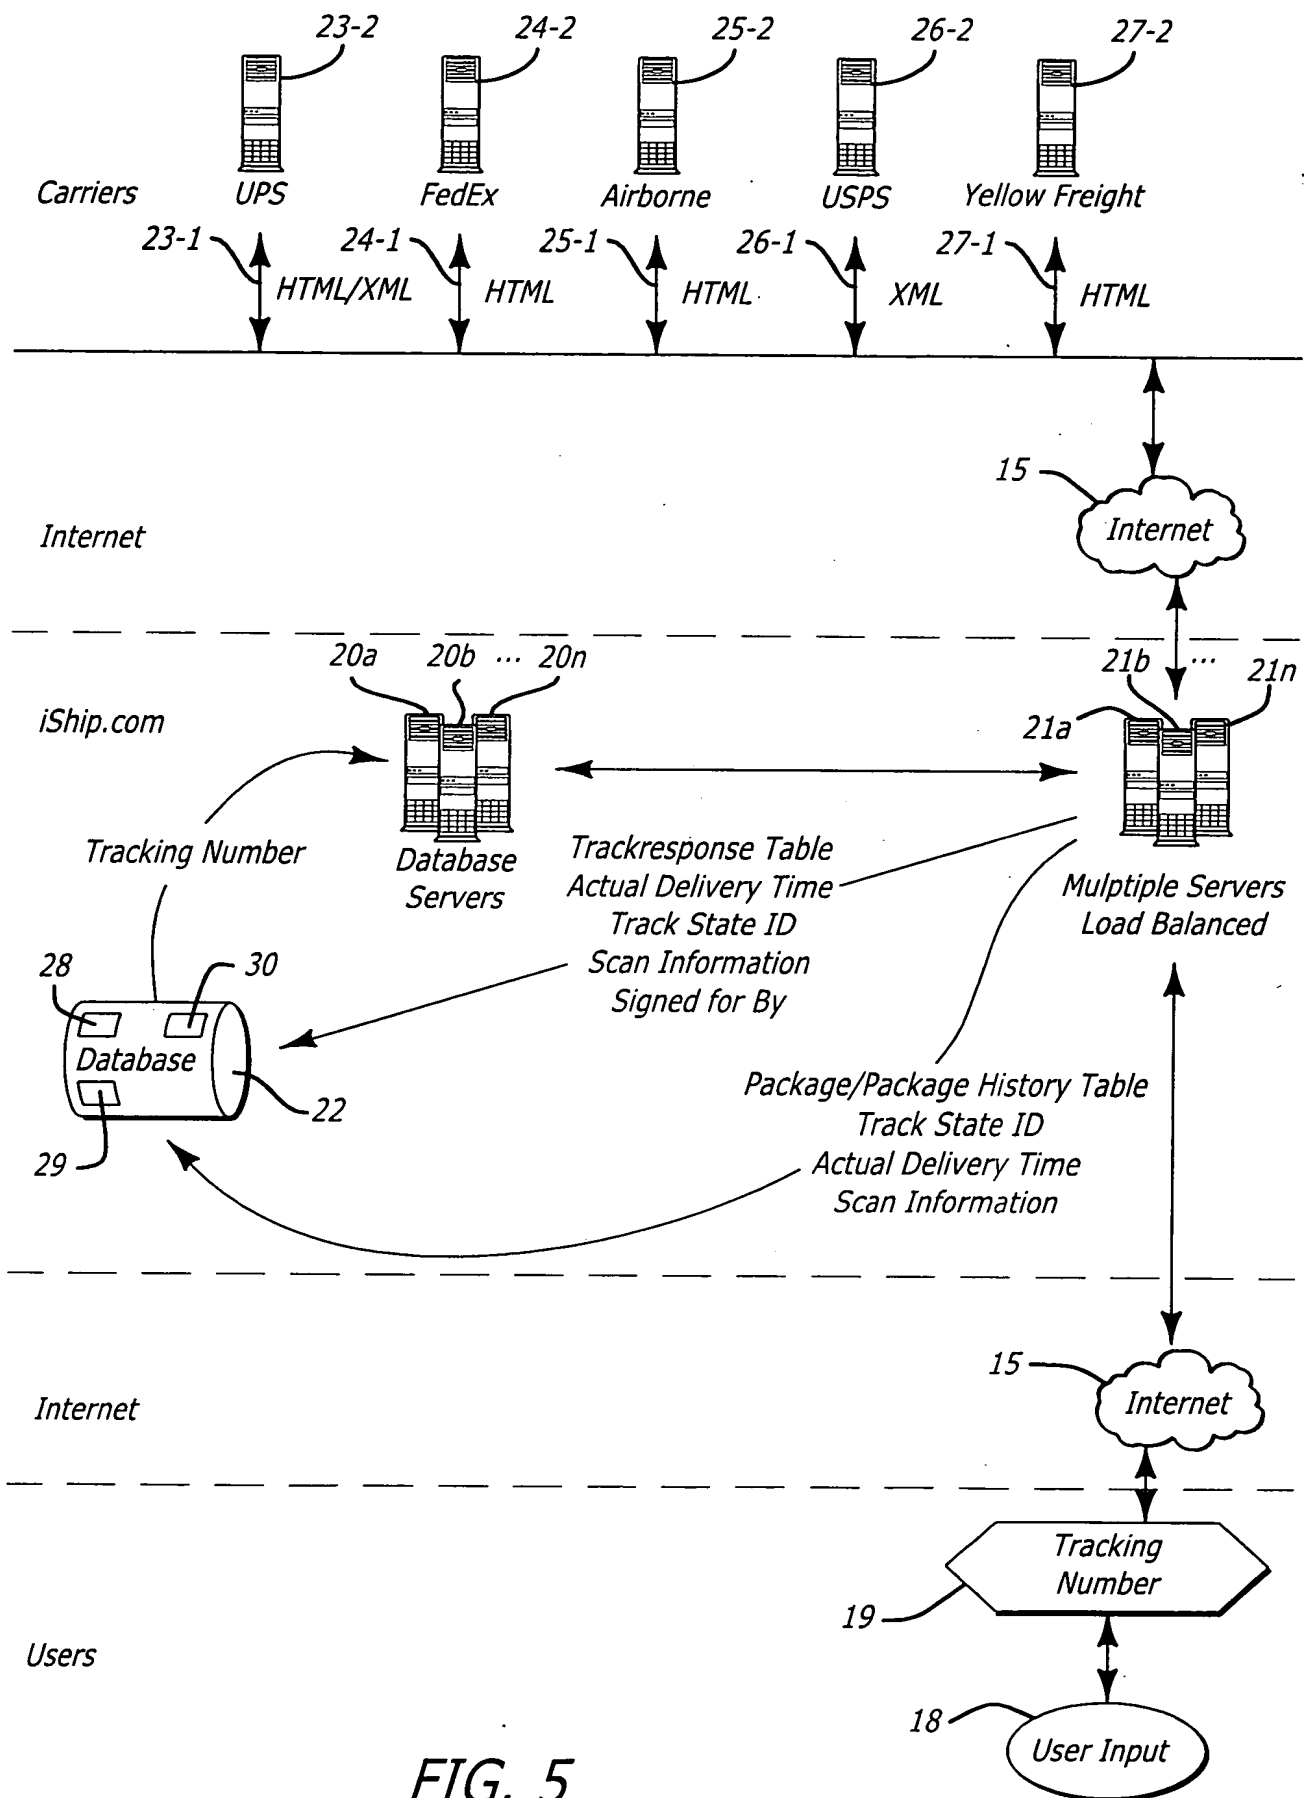 23-2
24-2
25-2
26-2
27-2
Carriers
UPS
FedEx
Airborne
USPS
Yellow Freight
23-1
24-1
25-1
26-1
27-1
HTML/XML
HTML
HTML
XML
HTML
15
Internet
Internet
20a
20b
...
20n
21b
...
21n
iShip.com
21a
Tracking Number
Database
Servers
Trackresponse Table
Actual Delivery Time
Track State ID
Scan Information
Signed for By
Mulptiple Servers
Load Balanced
28
30
Database
22
29
Package/Package History Table
Track State ID
Actual Delivery Time
Scan Information
15
Internet
Internet
Tracking
Number
19
Users
18
User Input
FIG. 5